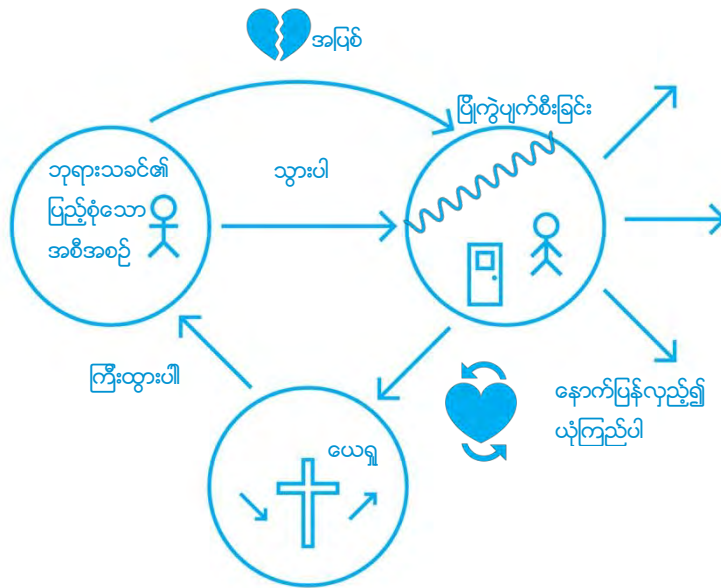 အပြစ်
ပြိုကွဲပျက်စီးခြင်း
ဘုရားသခင်၏
ပြည့်စုံသော
အစီအစဉ်
သွားပါ
ကြီးထွားပါ
နောက်ပြန်လှည့်၍
ယုံကြည်ပါ
ယေရှု